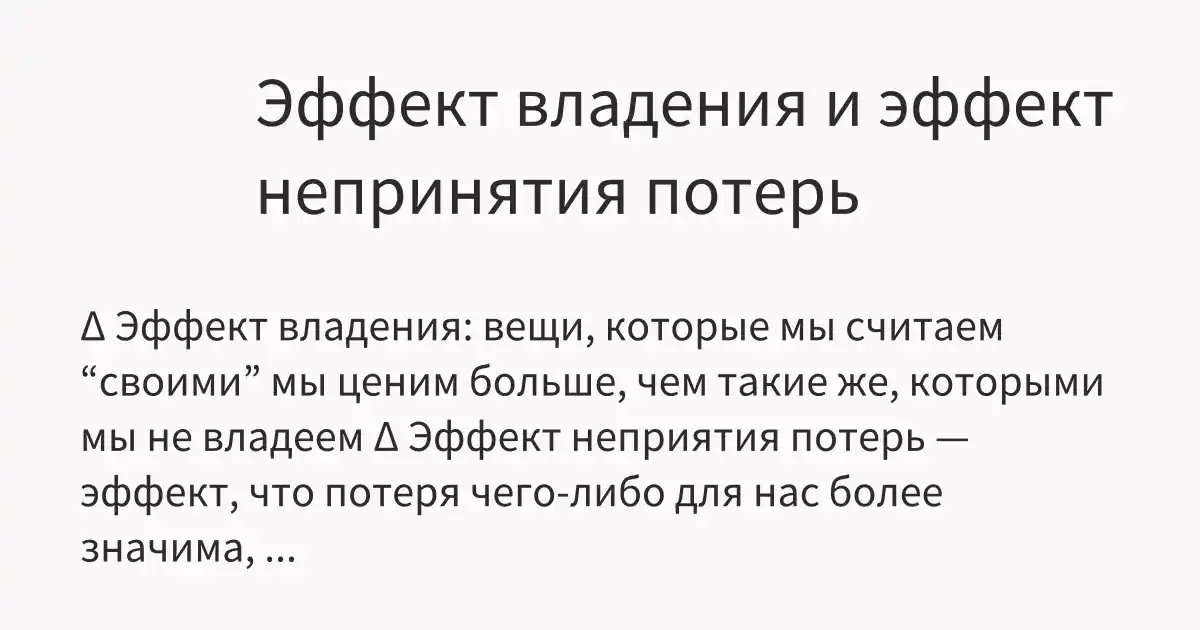 Эффект владения и эффект
непринятия потерь
Δ Эффект владения: вещи, которые мы считаем
“своими” мы ценим больше, чем такие же, которыми
мы не владеем Δ Эффект неприятия потерь —
эффект, что потеря чего-либо для нас более
значима, ...